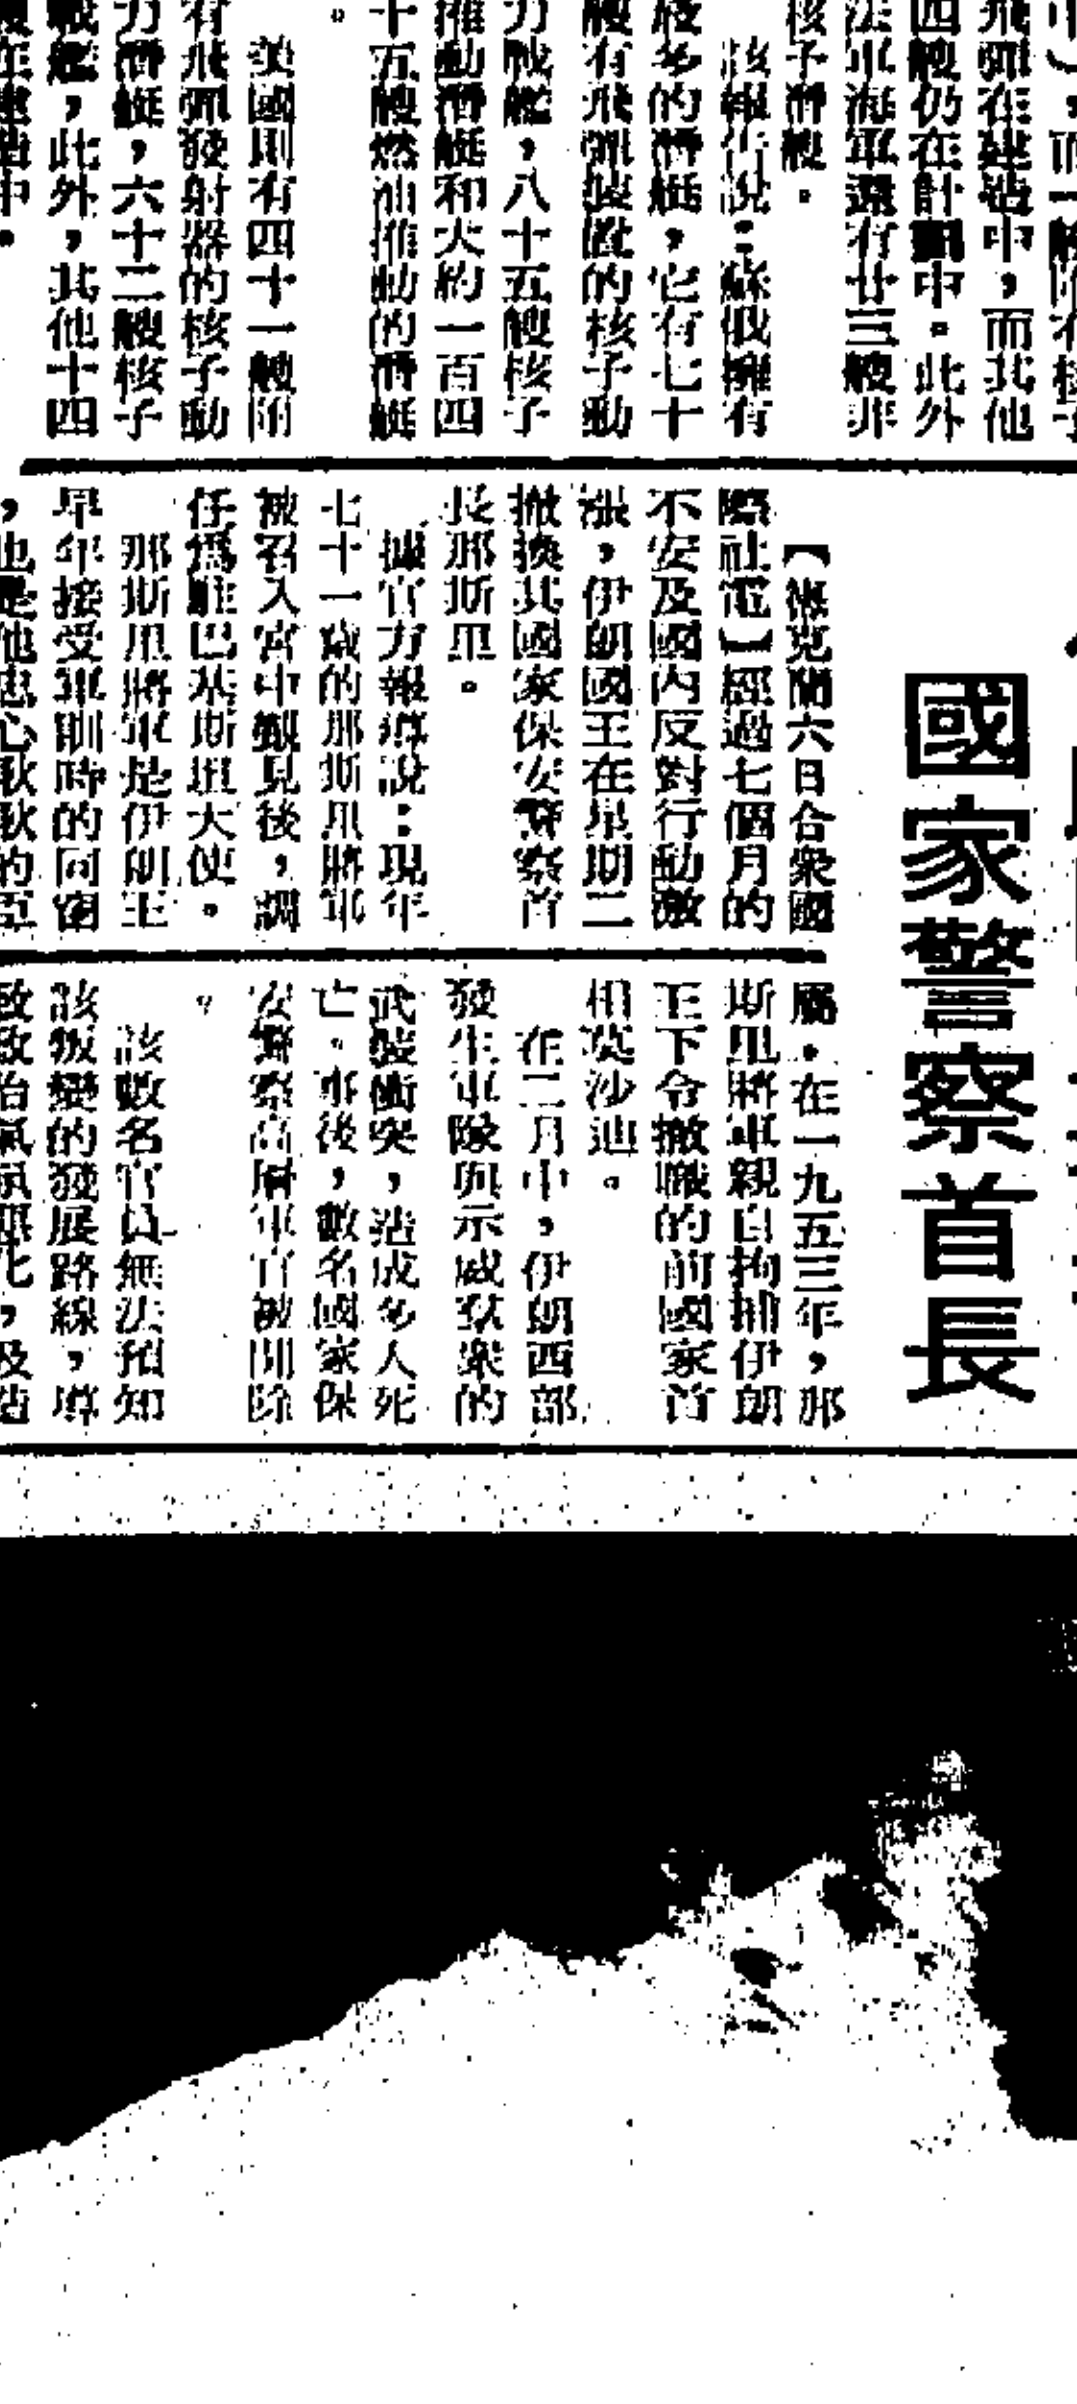 飛彈在建造中,而其他
四艘仍在計劃中。此外
法軍海軍還有廿三艘非
核子潛艘。
該報告說:蘇俄擁有
最多的潛艇,它有七十
艘有飛彈裝置的核子動
力戰艦,八十五艘核子
推動潛艇和大約一百四
十五艘燃油推動的潛艇
。
美國則有四十一艘附
有飛彈發射器的核子動
力潛艇,六十二艘核子
戰艦,此外,其他十四
艘在建造中。
國家警察首長
【德克蘭六日合衆國
際社電】經過七個月的
不安及國內反對行動激
漲,伊朗國王在星期二
撤換其國家保安警察首
長那斯里。
據官方報導說:現年
七十一歲的那斯里將軍
被召入宮中覲見後,調
任爲駐巴基斯坦大使。
那斯里將軍是伊朗王
早年接受軍訓時的同窗
,也是他忠心耿耿的臣
屬。在一九五三年,那
斯里將軍親自拘捕伊朗
王下令撤職的前國家首
相莫沙迪。
在二月中,伊朗西部
發生軍隊與示威羣衆的
武裝衝突,造成多人死
亡。事後,數名國家保
安警察高層軍官被開除
。
該數名官員無法預知
該叛變的發展路線,導
致政治氣氛惡化,及造